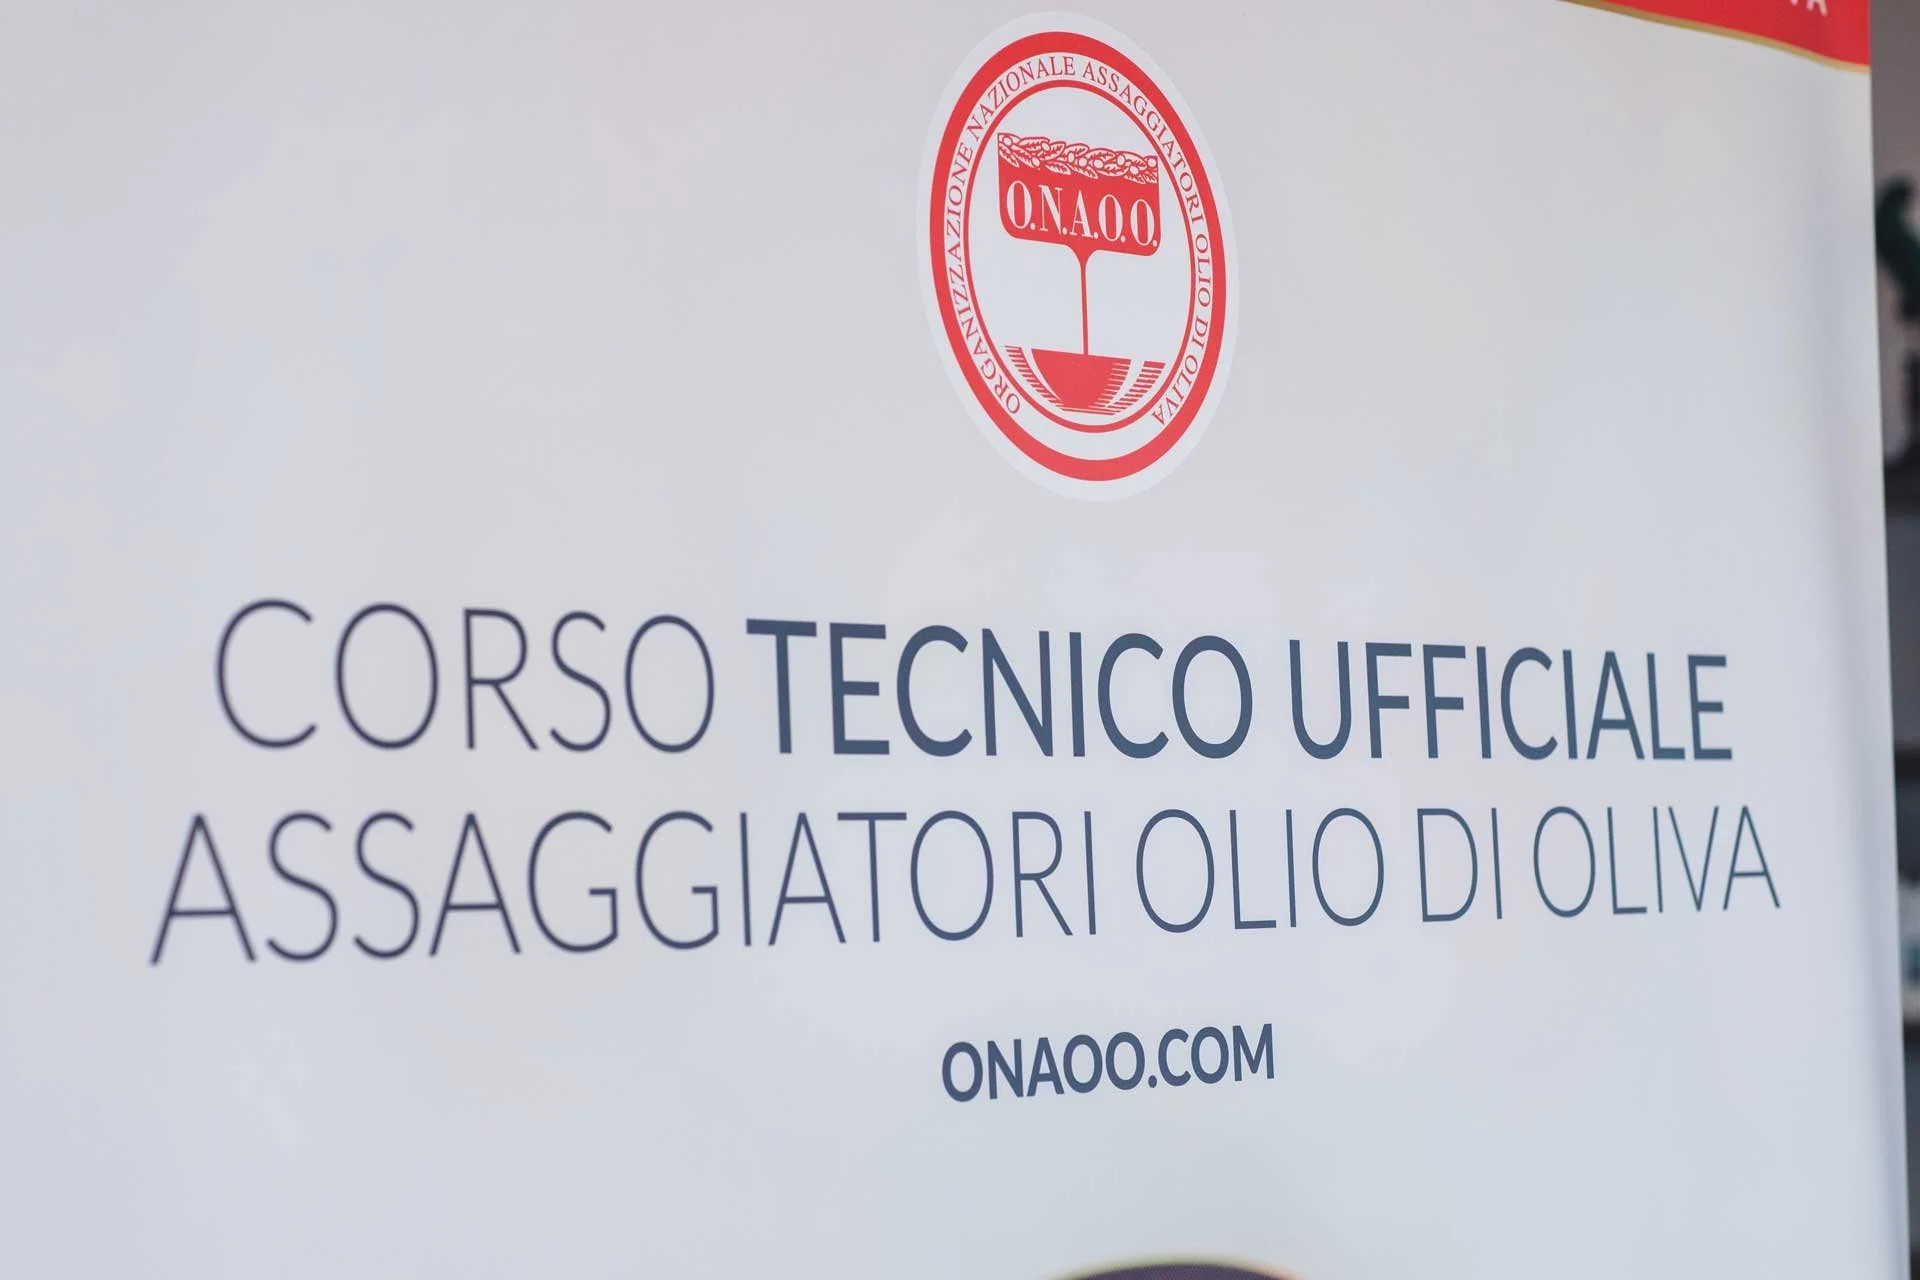 ORGANIZZAZIONE NAZIONALE ASSAGGIATORI OLIO DI OLIVA
O.N.A.O.O.
CORSO TECNICO UFFICIALE
ASSAGGIATORI OLIO DI OLIVA
ONAOO.COM